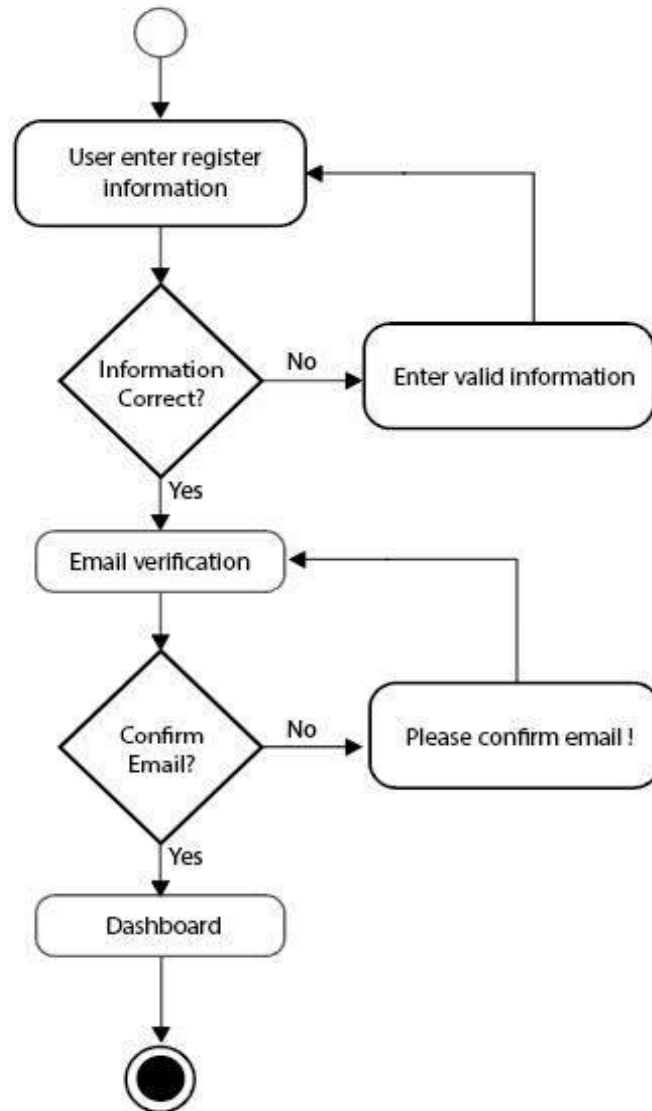 User enter register
information
Information
Correct?
No
Enter valid information
Yes
Email verification
Confirm
Email?
No
Please confirm email !
Yes
Dashboard